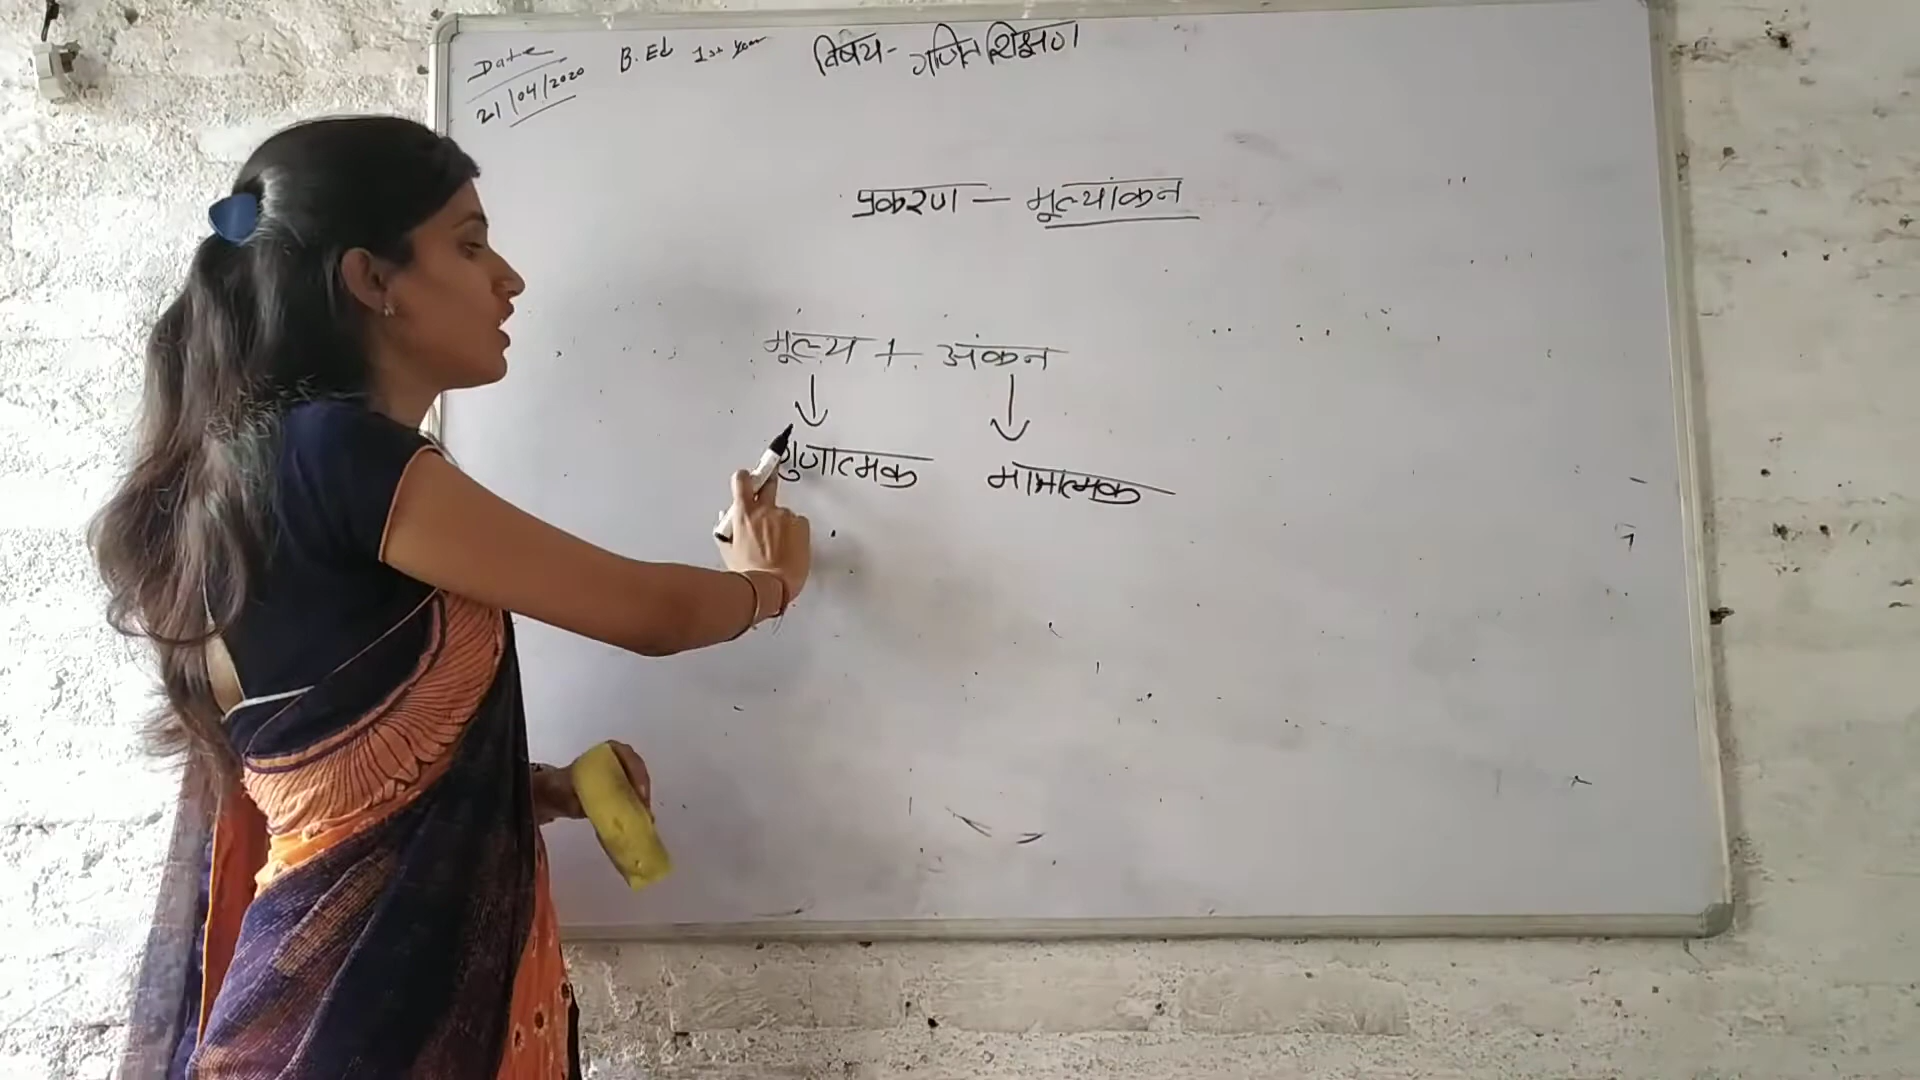 Date B.Ed 1st year विषय- गणित शिक्षण
21/04/2020
प्रकरण — मूल्यांकन
मूल्य + अंकन
गुणात्मक मात्रात्मक